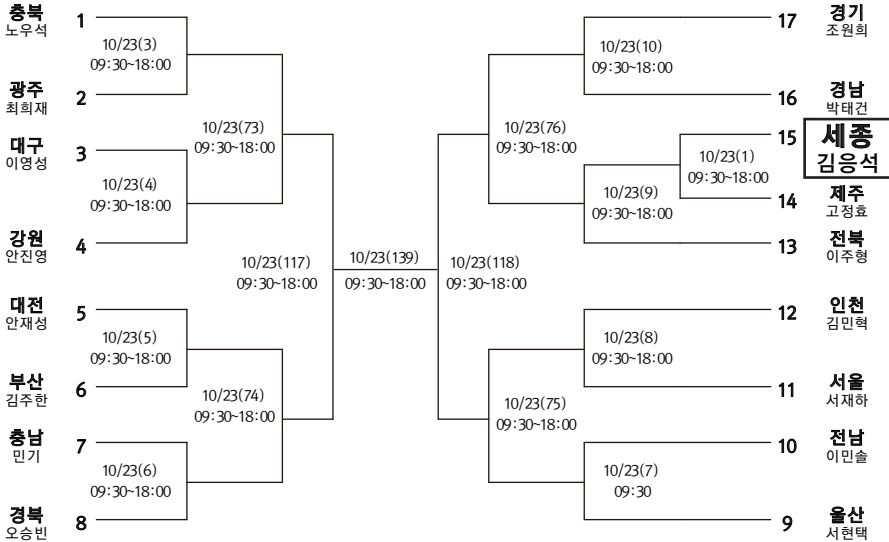 충북
노우석
1
10/23(3)
09:30~18:00
광주
최희재
2
10/23(73)
09:30~18:00
대구
이영성
3
10/23(4)
09:30~18:00
강원
안진영
4
10/23(117)
09:30~18:00
대전
안재성
5
10/23(5)
09:30~18:00
부산
김주한
6
10/23(74)
09:30~18:00
충남
민기
7
10/23(6)
09:30~18:00
경북
오승빈
8
10/23(139)
09:30~18:00
17
경기
조원희
10/23(10)
09:30~18:00
16
경남
박태건
10/23(76)
09:30~18:00
15
세종
김응석
10/23(1)
09:30~18:00
10/23(9)
09:30~18:00
14
제주
고정효
13
전북
이주형
10/23(118)
09:30~18:00
12
인천
김민혁
10/23(8)
09:30~18:00
11
서울
서재하
10/23(75)
09:30~18:00
10
전남
이민솔
10/23(7)
09:30
9
울산
서현택